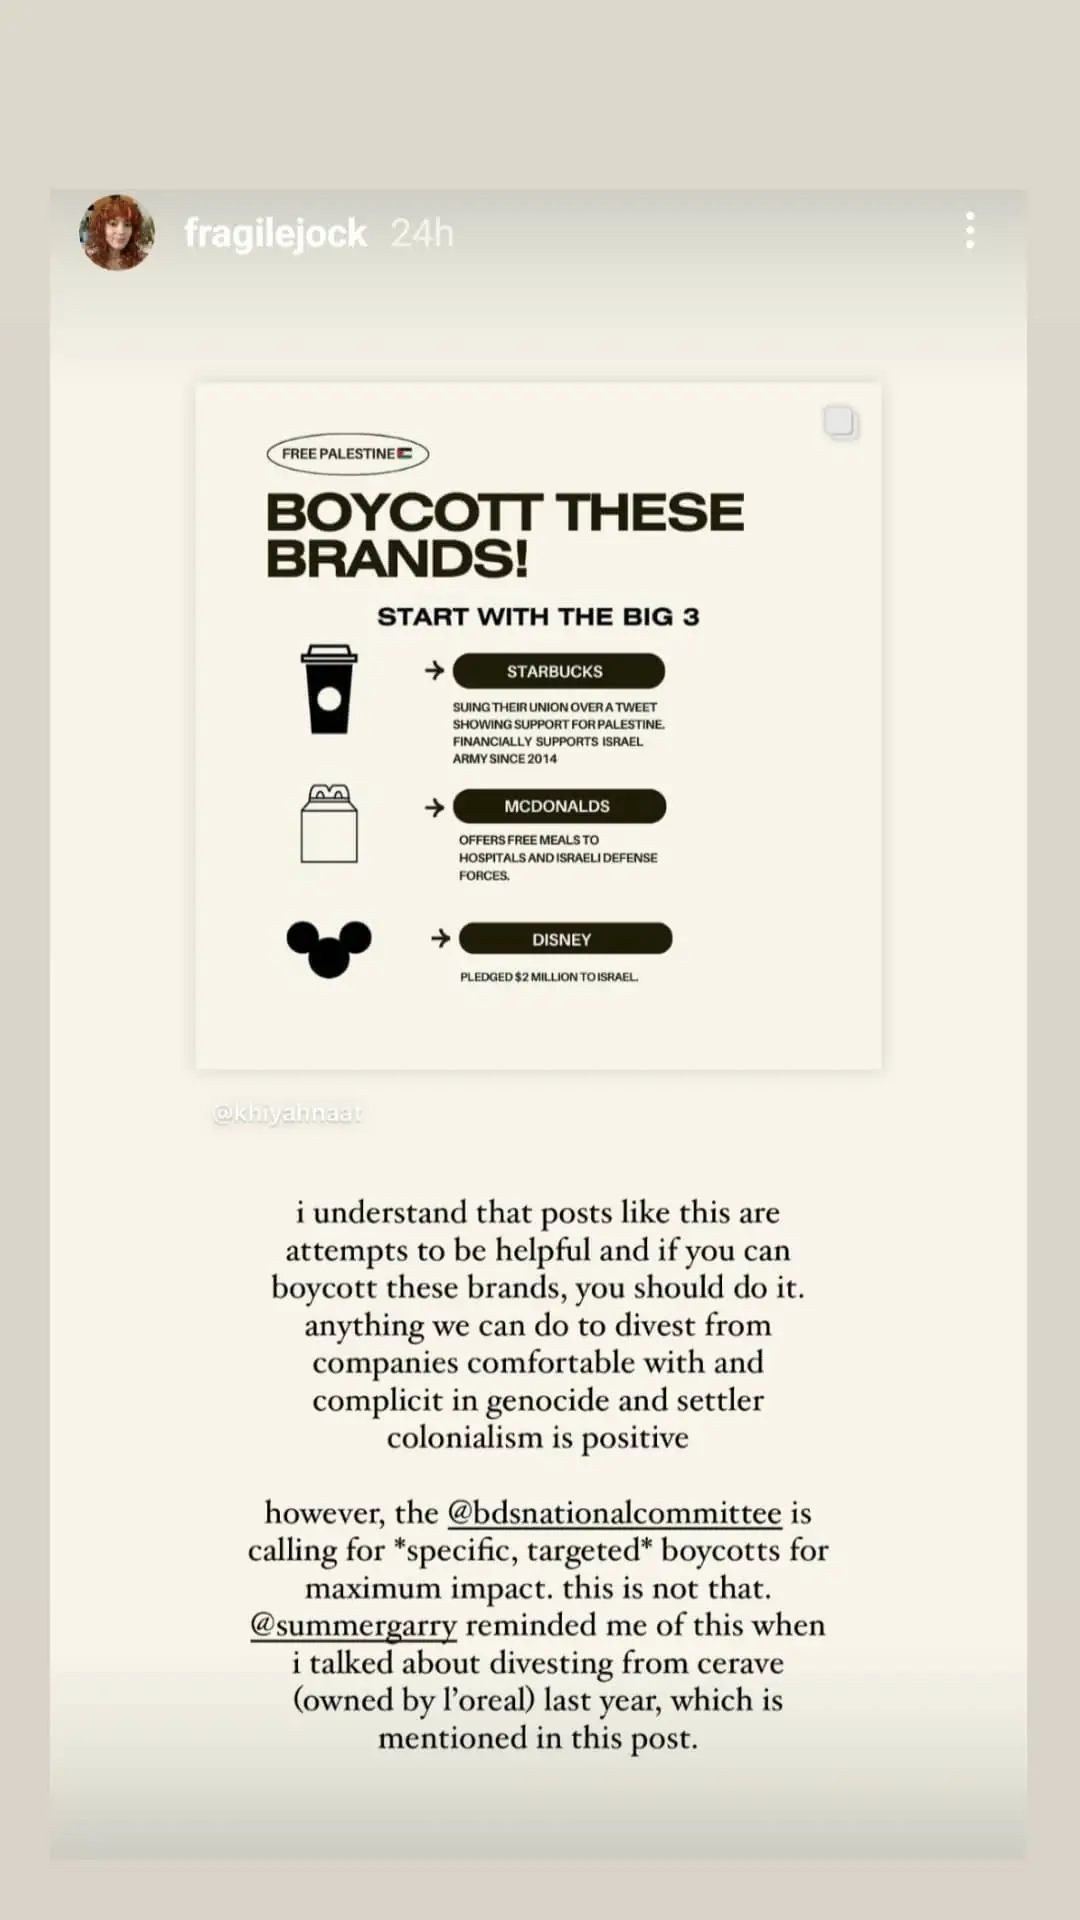 fragilejock 24h
FREE PALESTINE🇵🇸
BOYCOTT THESE
BRANDS!
START WITH THE BIG 3
→ STARBUCKS
SUING THEIR UNION OVER A TWEET
SHOWING SUPPORT FOR PALESTINE.
FINANCIALLY SUPPORTS ISRAEL
ARMY SINCE 2014
→ MCDONALDS
OFFERS FREE MEALS TO
HOSPITALS AND ISRAELI DEFENSE
FORCES.
→ DISNEY
PLEDGED $2 MILLION TO ISRAEL.
@khiyahnaat
i understand that posts like this are
attempts to be helpful and if you can
boycott these brands, you should do it.
anything we can do to divest from
companies comfortable with and
complicit in genocide and settler
colonialism is positive
however, the @bdsnationalcommittee is
calling for *specific, targeted* boycotts for
maximum impact. this is not that.
@summergarry reminded me of this when
i talked about divesting from cerave
(owned by l’oreal) last year, which is
mentioned in this post.